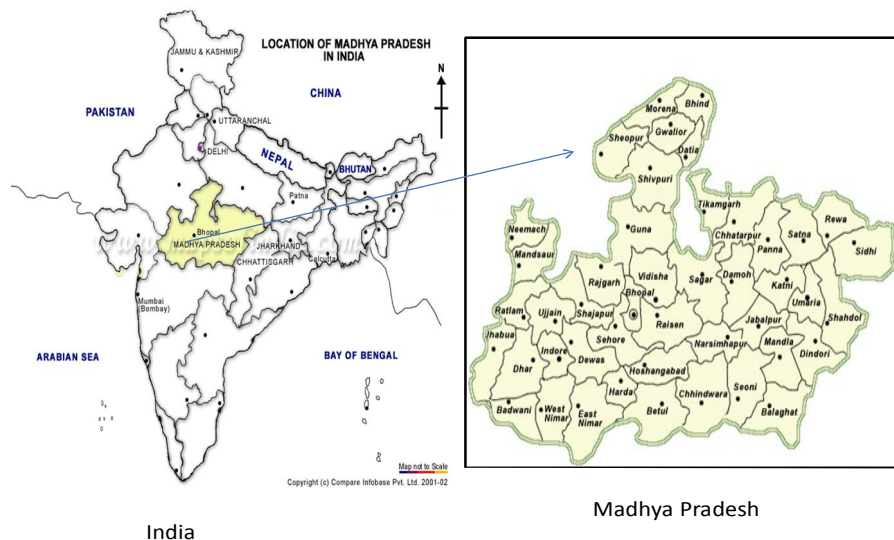 LOCATION OF MADHYA PRADESH
IN INDIA
JAMMU & KASHMIR
N
CHINA
PAKISTAN
UTTARANCHAL
DELHI
NEPAL
BHUTAN
Patna
Bhopal
MADHYA PRADESH
JHARKHAND
CHHATTISGARH
Calcutta
Mumbai
(Bombay)
ARABIAN SEA
BAY OF BENGAL
Map not to Scale
Copyright (c) Compare Infobase Pvt. Ltd. 2001-02
India
Morena
Bhind
Sheopur
Gwalior
Datia
Shivpuri
Tikamgarh
Neemach
Guna
Chhatarpur
Rewa
Panna
Satna
Sidhi
Mandsaur
Rajgarh
Vidisha
Sagar
Damoh
Katni
Bhopal
Umaria
Ratlam
Ujjain
Shajapur
Raisen
Jabalpur
Shahdol
Jhabua
Indore
Sehore
Narsimhapur
Mandla
Dindori
Dhar
Dewas
Hoshangabad
Harda
Chhindwara
Seoni
Badwani
West
Nimar
East
Nimar
Betul
Balaghat
Madhya Pradesh